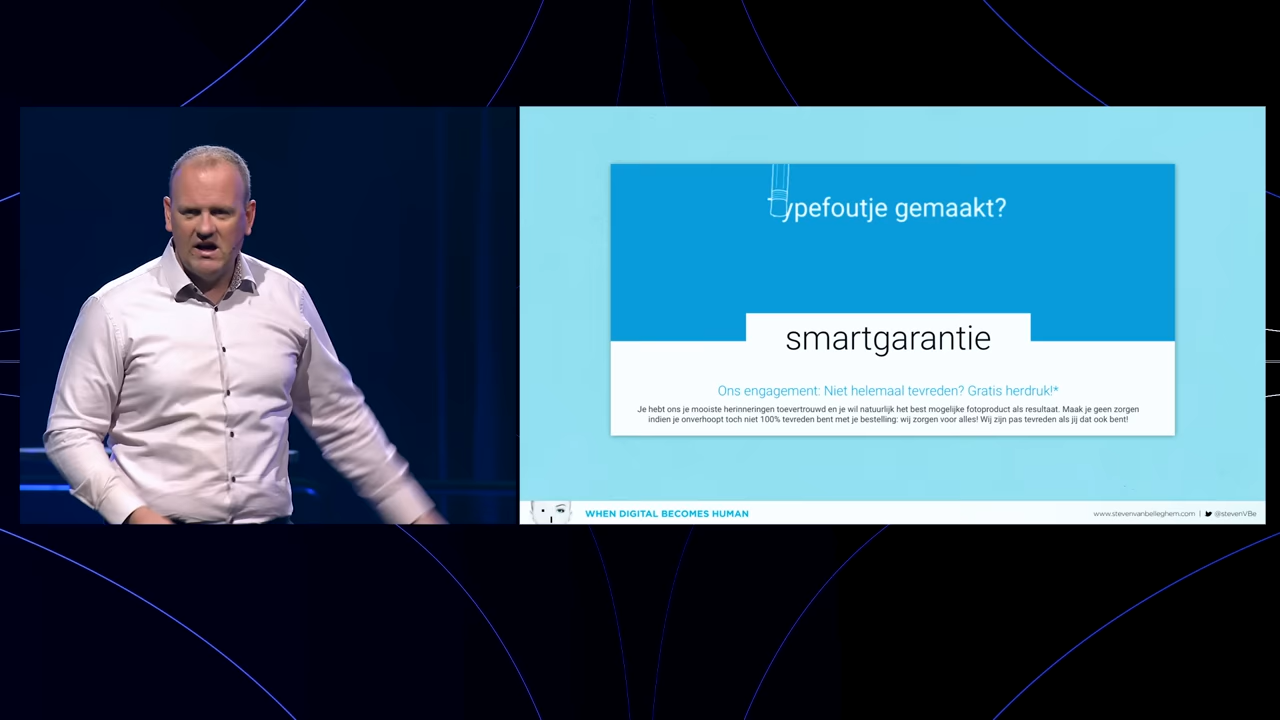 ypefoutje gemaakt?
smartgarantie
Ons engagement: Niet helemaal tevreden? Gratis herdruk!*
Je hebt ons je mooiste herinneringen toevertrouwd en je wil natuurlijk het best mogelijke fotoproduct als resultaat. Maak je geen zorgen
indien je onverhoopt toch niet 100% tevreden bent met je bestelling: wij zorgen voor alles! Wij zijn pas tevreden als jij dat ook bent!
WHEN DIGITAL BECOMES HUMAN
www.stevenvanbelleghem.com | @stevenVBe